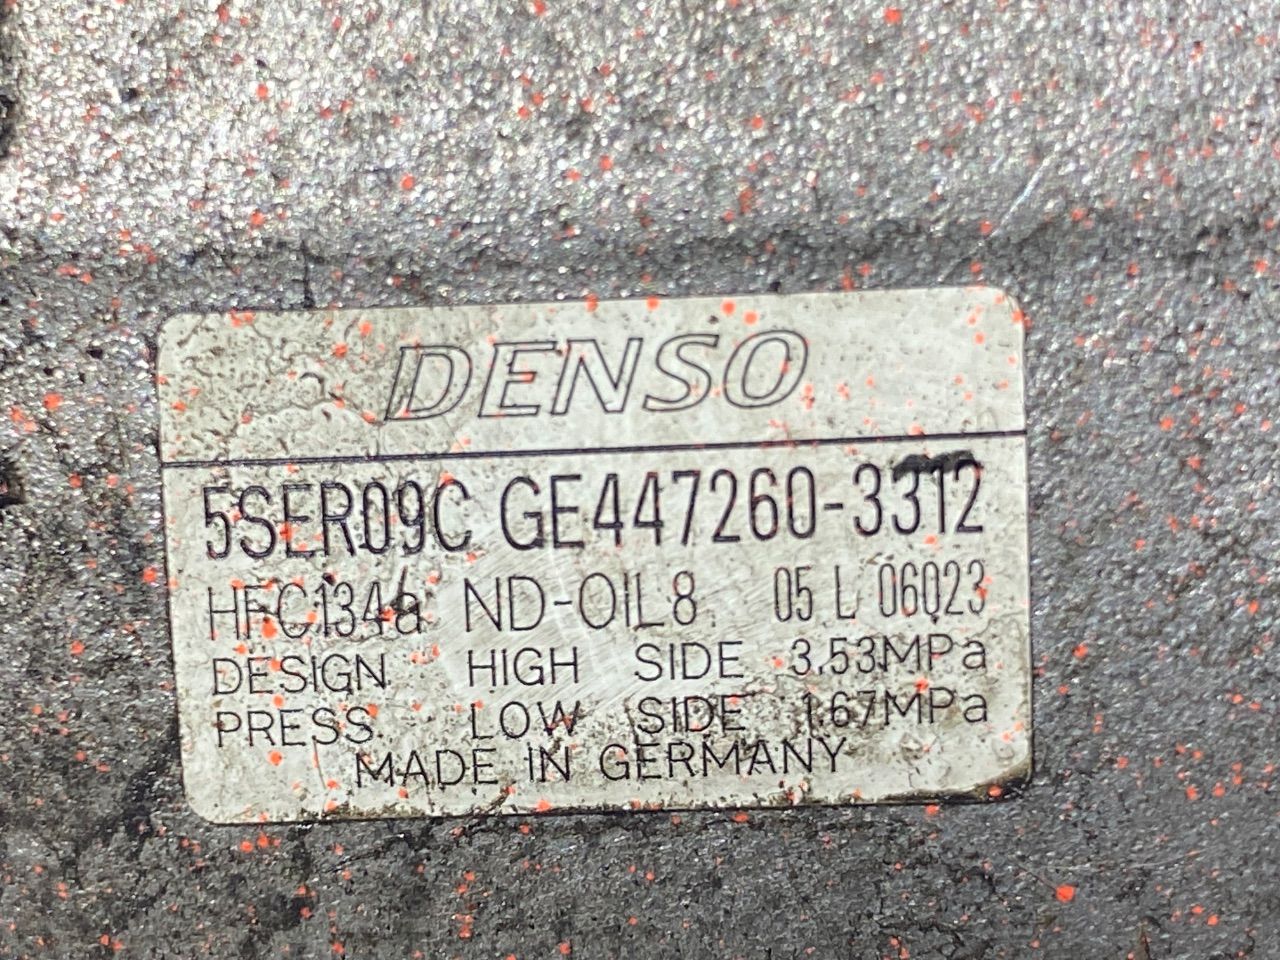 DENSO
5SER09C GE447260-3312
HFC134a ND-OIL8 05 L 06023
DESIGN HIGH SIDE 3.53MPa
PRESS. LOW SIDE 1.67MPa
MADE IN GERMANY